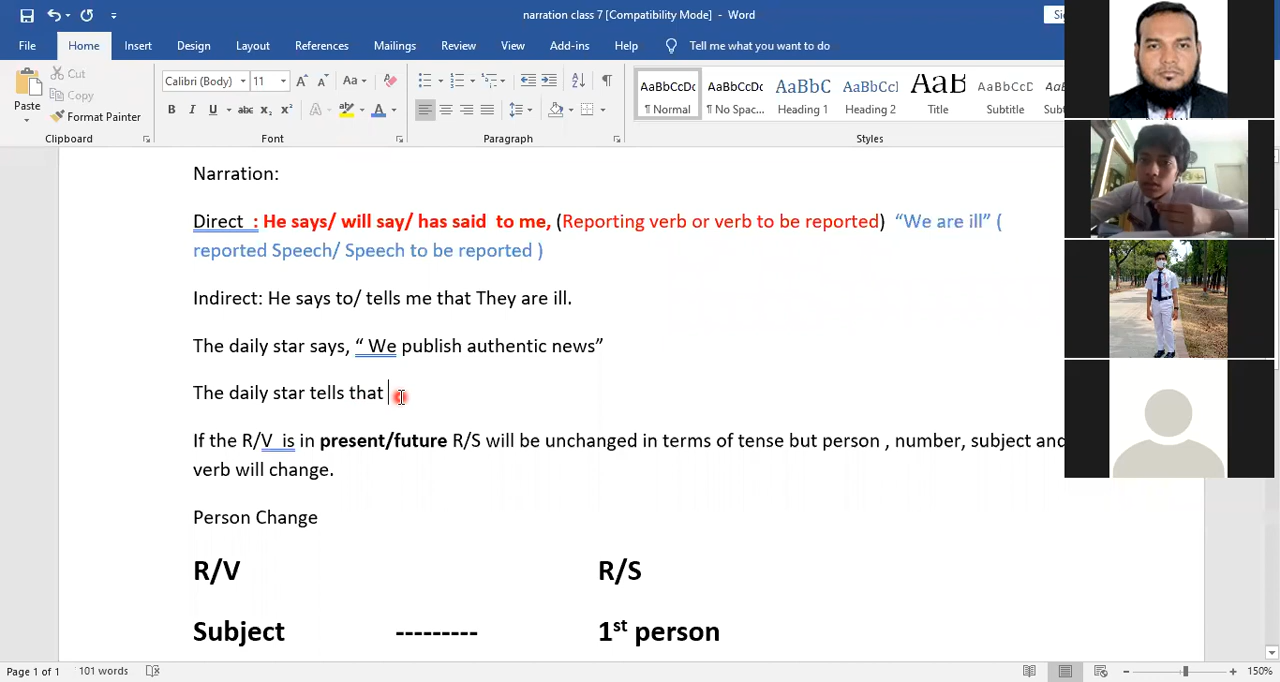 narration class 7 [Compatibility Mode] - Word
File Home Insert Design Layout References Mailings Review View Add-ins Help Tell me what you want to do
Cut
Copy
Paste
Format Painter
Clipboard
Calibri (Body) 11
Font
Paragraph
AaBbCcDc AaBbCcDc AaBbC AaBbCcl AaB AaBbCcD
¶ Normal ¶ No Spac... Heading 1 Heading 2 Title Subtitle
Styles
Narration:
Direct : He says/ will say/ has said to me, (Reporting verb or verb to be reported) “We are ill” (
reported Speech/ Speech to be reported )
Indirect: He says to/ tells me that They are ill.
The daily star says, “ We publish authentic news”
The daily star tells that
If the R/V is in present/future R/S will be unchanged in terms of tense but person , number, subject and
verb will change.
Person Change
R/V R/S
Subject --------- 1st person
Page 1 of 1 101 words 150%